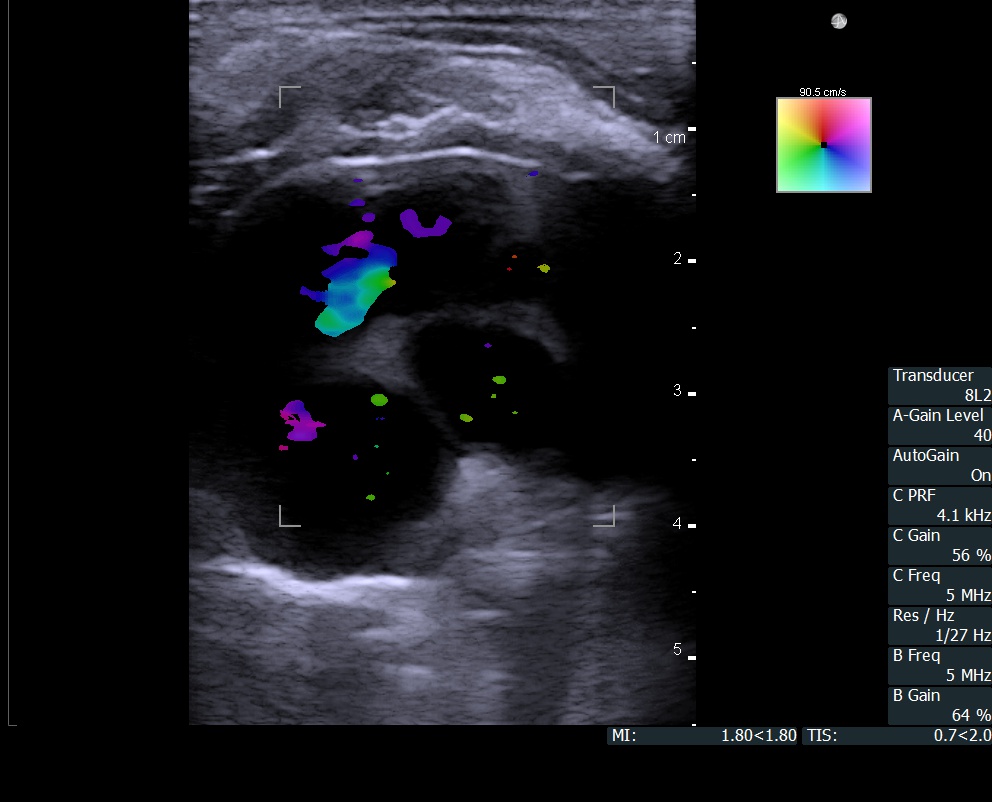 90.5 cm/s
1 cm
2
3
4
5
Transducer
8L2
A-Gain Level
40
AutoGain
On
C PRF
4.1 kHz
C Gain
56 %
C Freq
5 MHz
Res / Hz
1/27 Hz
B Freq
5 MHz
B Gain
64 %
MI: 1.80<1.80 TIS: 0.7<2.0